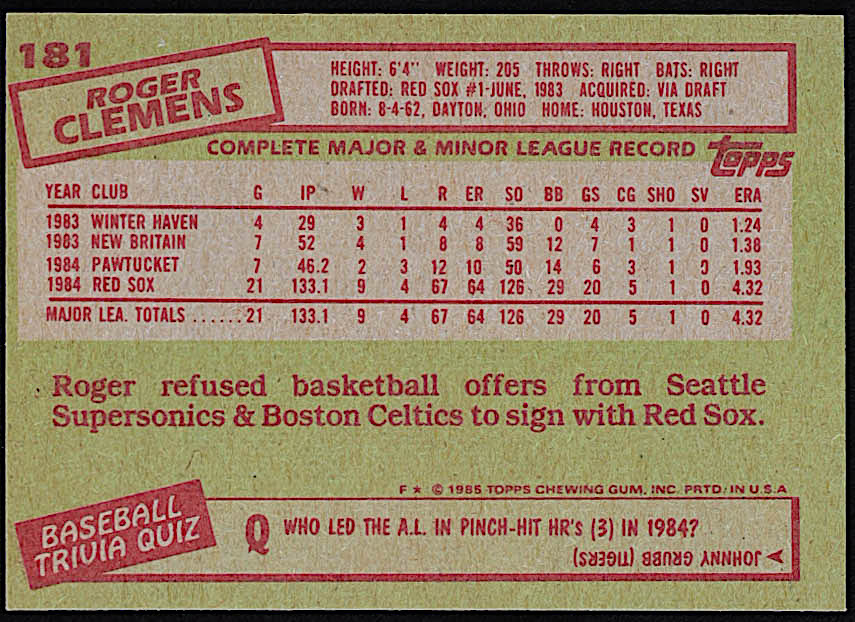 181
ROGER
CLEMENS
HEIGHT: 6'4" WEIGHT: 205 THROWS: RIGHT BATS: RIGHT
DRAFTED: RED SOX #1-JUNE, 1983 ACQUIRED: VIA DRAFT
BORN: 8-4-62, DAYTON, OHIO HOME: HOUSTON, TEXAS
COMPLETE MAJOR & MINOR LEAGUE RECORD
topps
YEAR CLUB G IP W L R ER SO BB GS CG SHO SV ERA
1983 WINTER HAVEN 4 29 3 1 4 4 36 0 4 3 1 0 1.24
1983 NEW BRITAIN 7 52 4 1 8 8 59 12 7 1 1 0 1.38
1984 PAWTUCKET 7 46.2 2 3 12 10 50 14 6 3 1 0 1.93
1984 RED SOX 21 133.1 9 4 67 64 126 29 20 5 1 0 4.32
MAJOR LEA. TOTALS ......21 133.1 9 4 67 64 126 29 20 5 1 0 4.32
Roger refused basketball offers from Seattle
Supersonics & Boston Celtics to sign with Red Sox.
F ★ © 1985 TOPPS CHEWING GUM, INC. PRTD. IN U.S.A
BASEBALL
TRIVIA QUIZ
Q WHO LED THE A.L. IN PINCH-HIT HR's (3) IN 1984?
JOHNNY GRUBB (TIGERS)